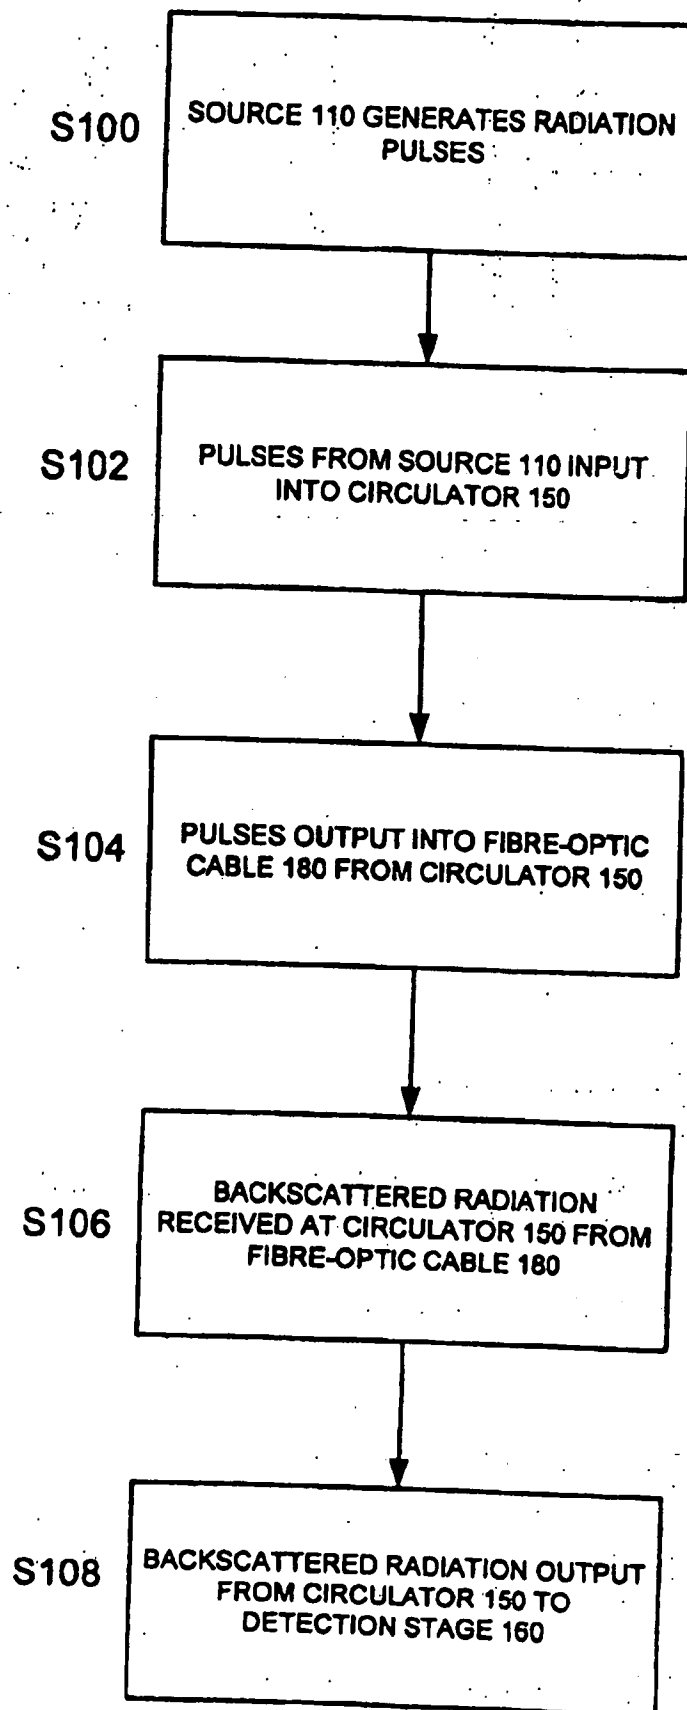 S100
SOURCE 110 GENERATES RADIATION
PULSES
S102
PULSES FROM SOURCE 110 INPUT
INTO CIRCULATOR 150
S104
PULSES OUTPUT INTO FIBRE-OPTIC
CABLE 180 FROM CIRCULATOR 150
S106
BACKSCATTERED RADIATION
RECEIVED AT CIRCULATOR 150 FROM
FIBRE-OPTIC CABLE 180
S108
BACKSCATTERED RADIATION OUTPUT
FROM CIRCULATOR 150 TO
DETECTION STAGE 160